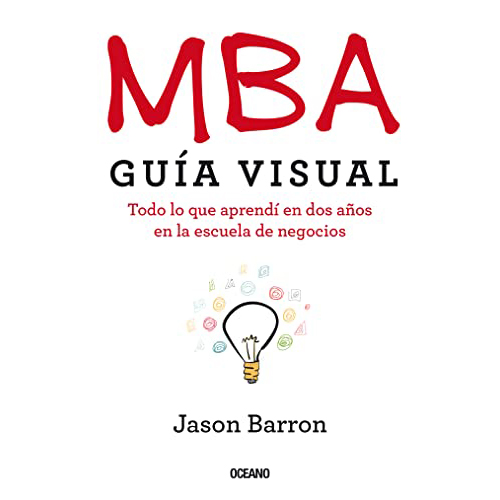 MBA
GUÍA VISUAL
Todo lo que aprendí en dos años
en la escuela de negocios
Jason Barron
OCEANO